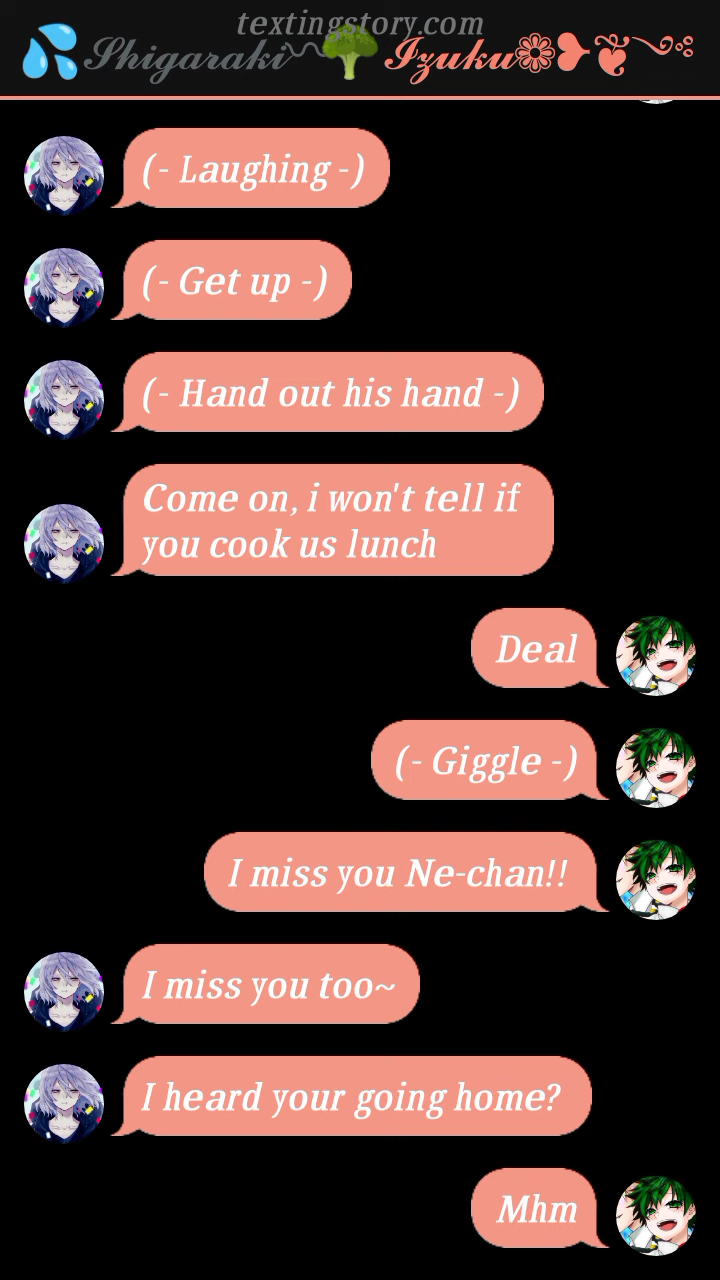 textingstory.com
💦Shigaraki〰🥦Izuku❁❥❦~
(- Laughing -)
(- Get up -)
(- Hand out his hand -)
Come on, i won't tell if
you cook us lunch
Deal
(- Giggle -)
I miss you Ne-chan!!
I miss you too~
I heard your going home?
Mhm